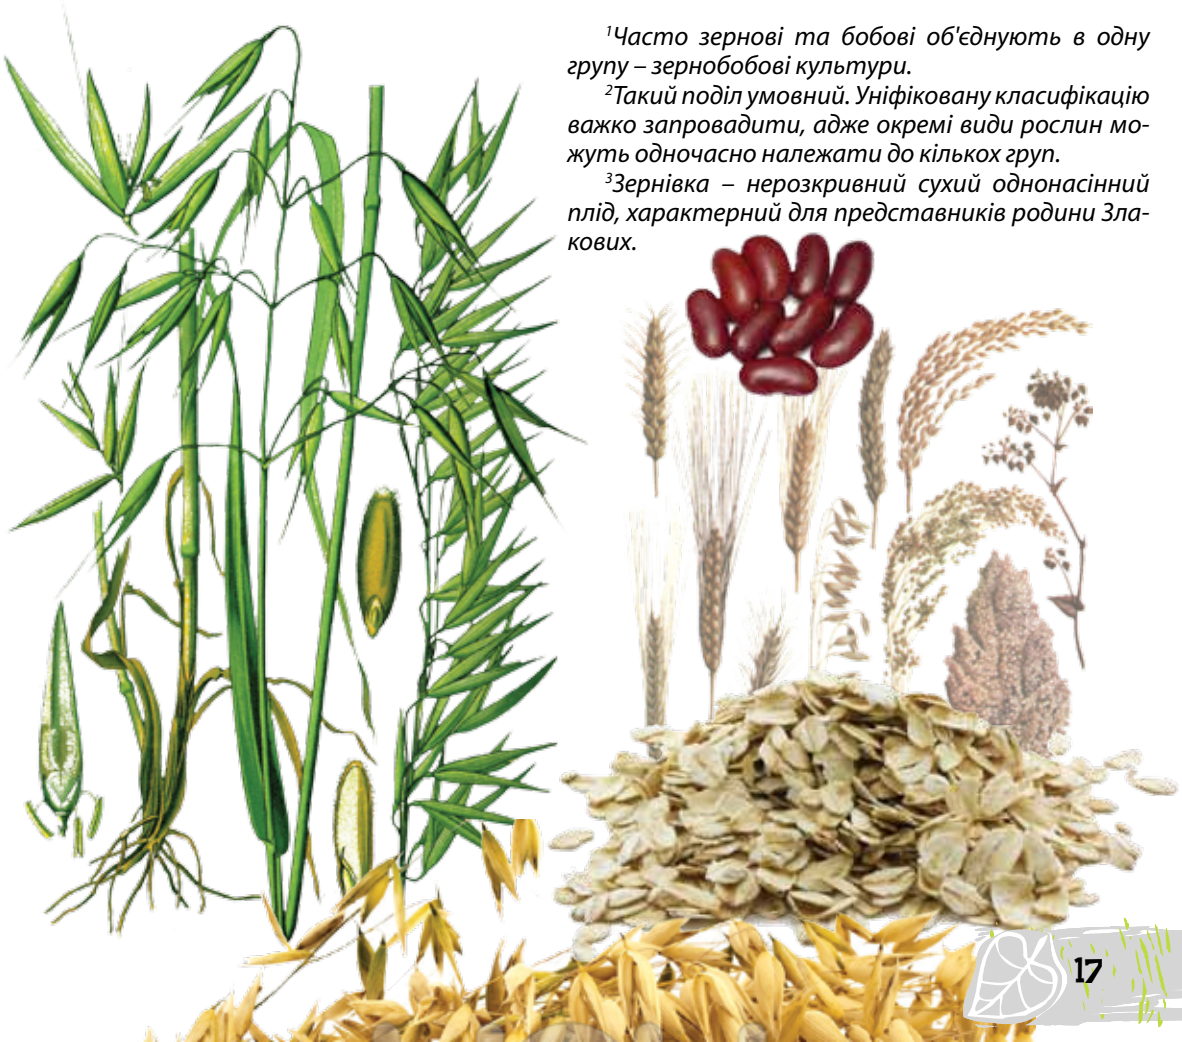 ¹Часто зернові та бобові об'єднують в одну
групу – зернобобові культури.
²Такий поділ умовний. Уніфіковану класифікацію
важко запровадити, адже окремі види рослин мо-
жуть одночасно належати до кількох груп.
³Зернівка – нерозкривний сухий однонасінний
плід, характерний для представників родини Зла-
кових.
17